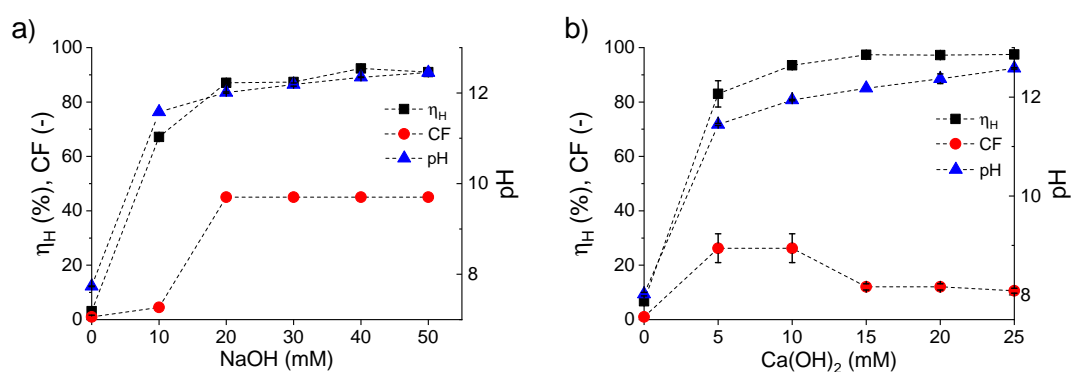 a)
η_H (%), CF (-)
100
80
60
40
20
0
12
10
8
pH
η_H
CF
pH
0 10 20 30 40 50
NaOH (mM)
b)
η_H (%), CF (-)
100
80
60
40
20
0
12
10
8
pH
η_H
CF
pH
0 5 10 15 20 25
Ca(OH)₂ (mM)